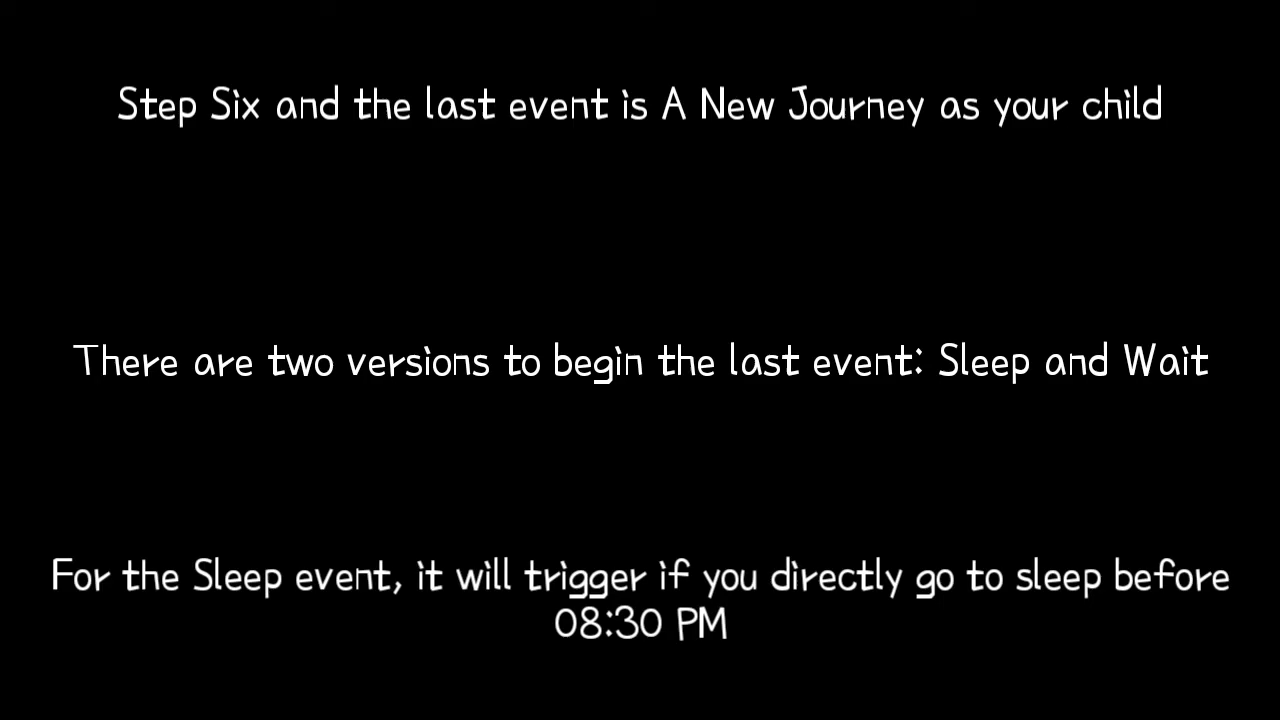 Step Six and the last event is A New Journey as your child
There are two versions to begin the last event: Sleep and Wait
For the Sleep event, it will trigger if you directly go to sleep before
08:30 PM